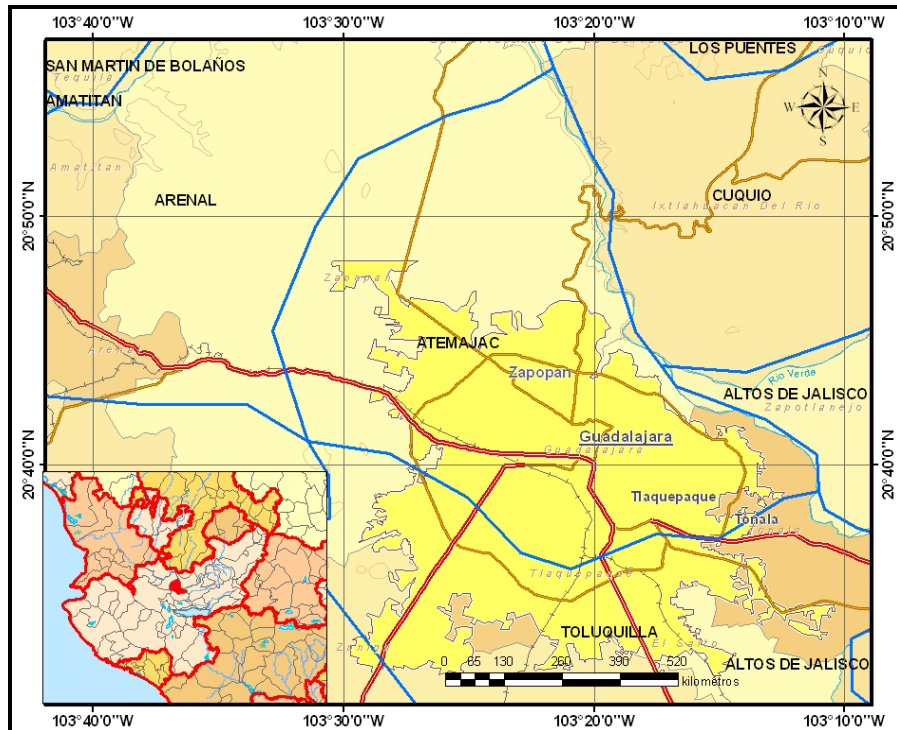 103°40'0"W 103°30'0"W 103°20'0"W 103°10'0"W
LOS PUENTES
Cuquio
SAN MARTIN DE BOLAÑOS
Tequila
AMATITAN
N
W E
S
Amatitan
ARENAL
CUQUIO
Ixtlahuacan Del Rio
20°50'0"N 20°50'0"N
Zapopan
ATEMAJAC
Arenal
Zapopan
Rio Verde
ALTOS DE JALISCO
Zapotlanejo
Guadalajara
Guadalajara
20°40'0"N 20°40'0"N
Tlaquepaque
Tonala
Tonala
Tlaquepaque
TOLUQUILLA
El Salto
ALTOS DE JALISCO
0 65 130 260 390 520
kilómetros
103°40'0"W 103°30'0"W 103°20'0"W 103°10'0"W